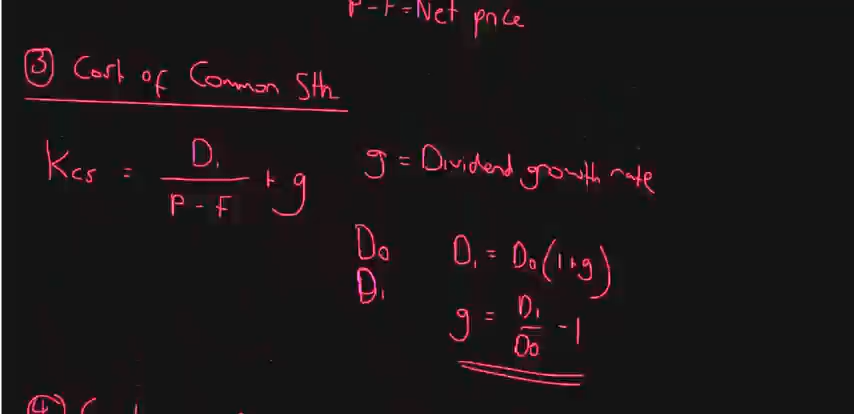 P-F=Net price
③ Cost of Common Stk
Kcs = D₁ / P-F + g
g = Dividend growth rate
D₀
D₁
D₁ = D₀(1+g)
g = D₁ / D₀ - 1
④ C